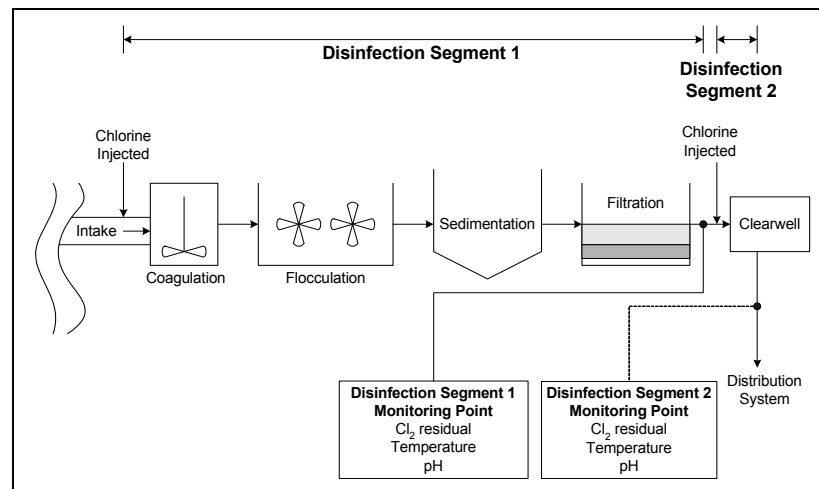 Disinfection Segment 1
Disinfection
Segment 2
Chlorine
Injected
Chlorine
Injected
Intake
Coagulation
Flocculation
Sedimentation
Filtration
Clearwell
Disinfection Segment 1
Monitoring Point
Cl₂ residual
Temperature
pH
Disinfection Segment 2
Monitoring Point
Cl₂ residual
Temperature
pH
Distribution
System